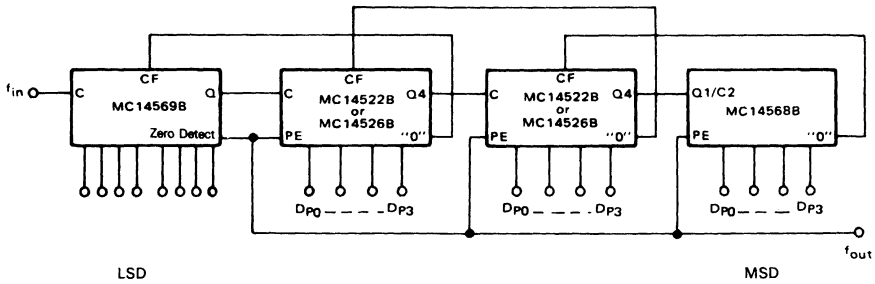 CF
CF
CF
fin
C
Q
MC14569B
Zero Detect
C
Q4
MC14522B
or
MC14526B
PE
"0"
C
Q4
MC14522B
or
MC14526B
PE
"0"
Q1/C2
MC14568B
PE
"0"
DP0 – – – – DP3
DP0 – – – – DP3
DP0 – – – – DP3
fout
LSD
MSD